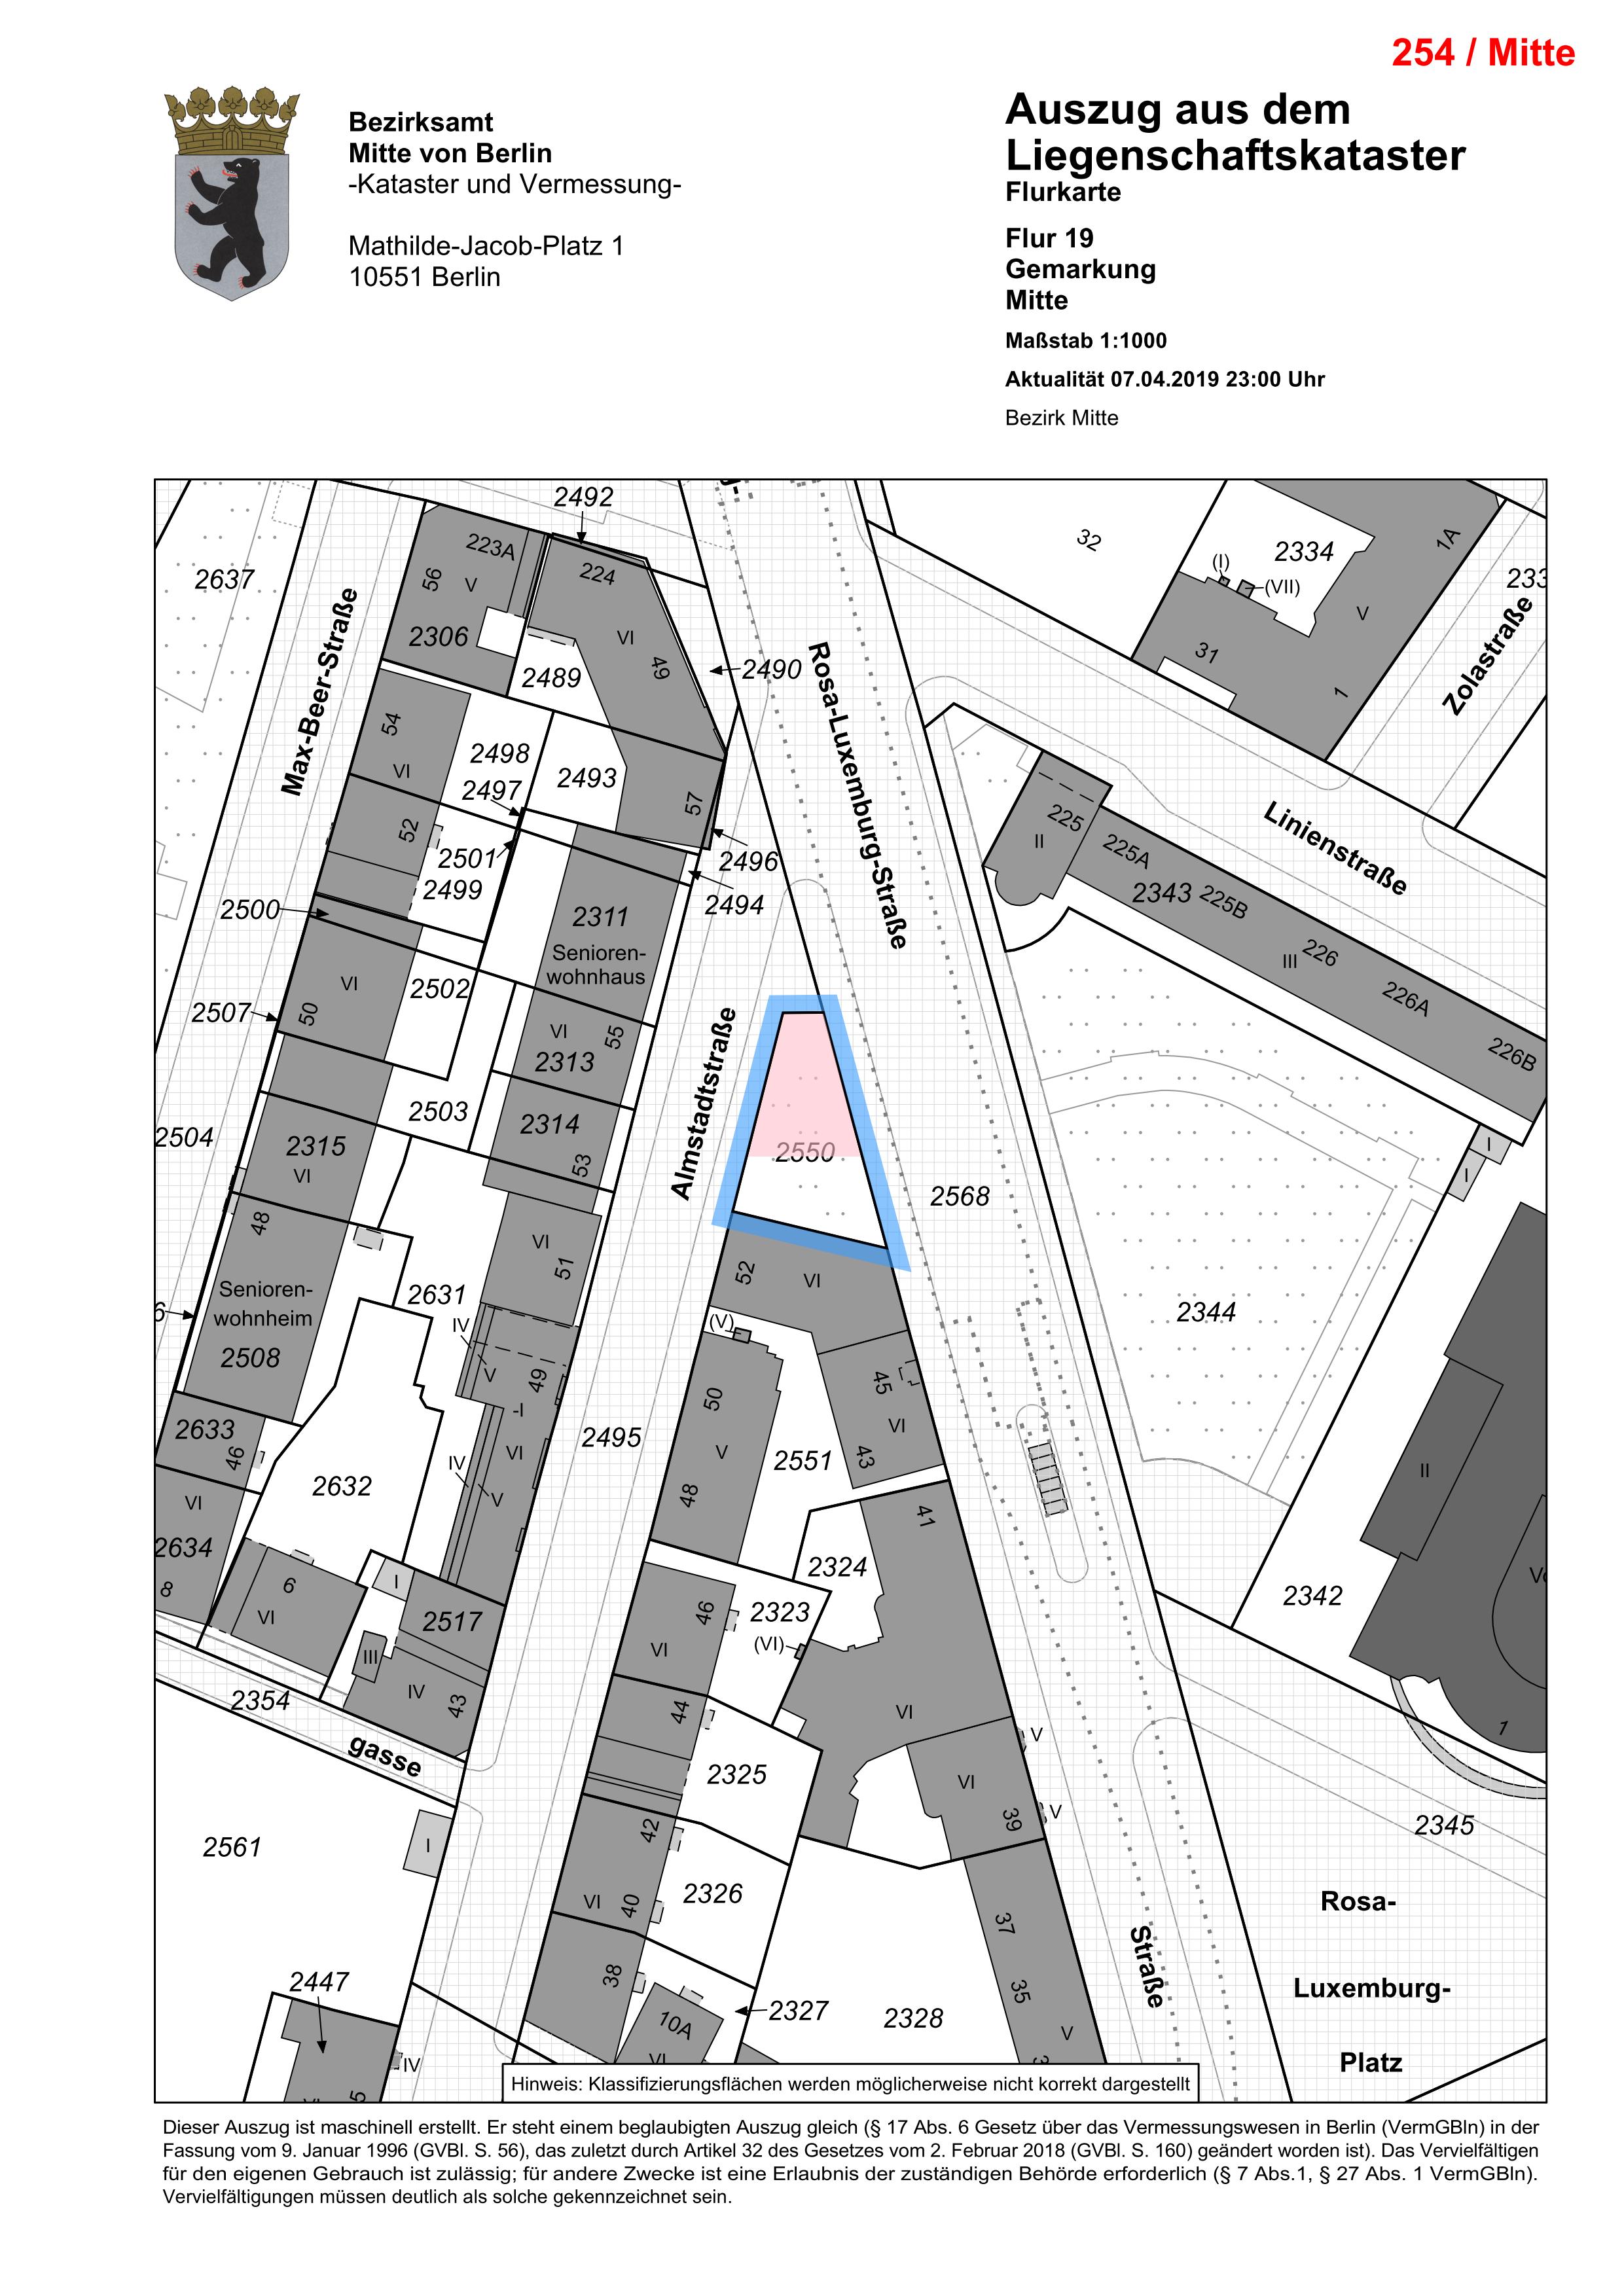 254 / Mitte
Bezirksamt
Mitte von Berlin
-Kataster und Vermessung-
Mathilde-Jacob-Platz 1
10551 Berlin
Auszug aus dem
Liegenschaftskataster
Flurkarte
Flur 19
Gemarkung
Mitte
Maßstab 1:1000
Aktualität 07.04.2019 23:00 Uhr
Bezirk Mitte
2492
32
1A
2334
(I)
(VII)
2637
223A
56
V
224
VI
49
2306
2489
2490
31
V
1
Zolastraße
Max-Beer-Straße
Rosa-Luxemburg-Straße
54
VI
2498
2493
2497
57
52
2501
2499
2496
2494
2500
2311
Senioren-
wohnhaus
225
II
225A
2343
225B
III
226
226A
226B
Linienstraße
2507
50
VI
2502
VI
55
2313
Almstadtstraße
2503
2314
53
2504
2315
VI
2550
2568
I
I
48
Senioren-
wohnheim
2508
VI
51
2631
IV
V
49
-I
VI
IV
V
52
VI
(V)
2344
2633
46
2632
2495
50
V
48
45
VI
43
2551
II
VI
2634
8
6
VI
I
2517
III
IV
43
41
2324
46
VI
2323
(VI)
2342
2354
gasse
44
VI
V
2325
VI
39
V
1
2561
I
42
VI
40
2326
2345
Rosa-
Luxemburg-
Platz
37
35
V
Straße
2447
IV
38
10A
2327
2328
Hinweis: Klassifizierungsflächen werden möglicherweise nicht korrekt dargestellt
Dieser Auszug ist maschinell erstellt. Er steht einem beglaubigten Auszug gleich (§ 17 Abs. 6 Gesetz über das Vermessungswesen in Berlin (VermGBln) in der
Fassung vom 9. Januar 1996 (GVBl. S. 56), das zuletzt durch Artikel 32 des Gesetzes vom 2. Februar 2018 (GVBl. S. 160) geändert worden ist). Das Vervielfältigen
für den eigenen Gebrauch ist zulässig; für andere Zwecke ist eine Erlaubnis der zuständigen Behörde erforderlich (§ 7 Abs.1, § 27 Abs. 1 VermGBln).
Vervielfältigungen müssen deutlich als solche gekennzeichnet sein.